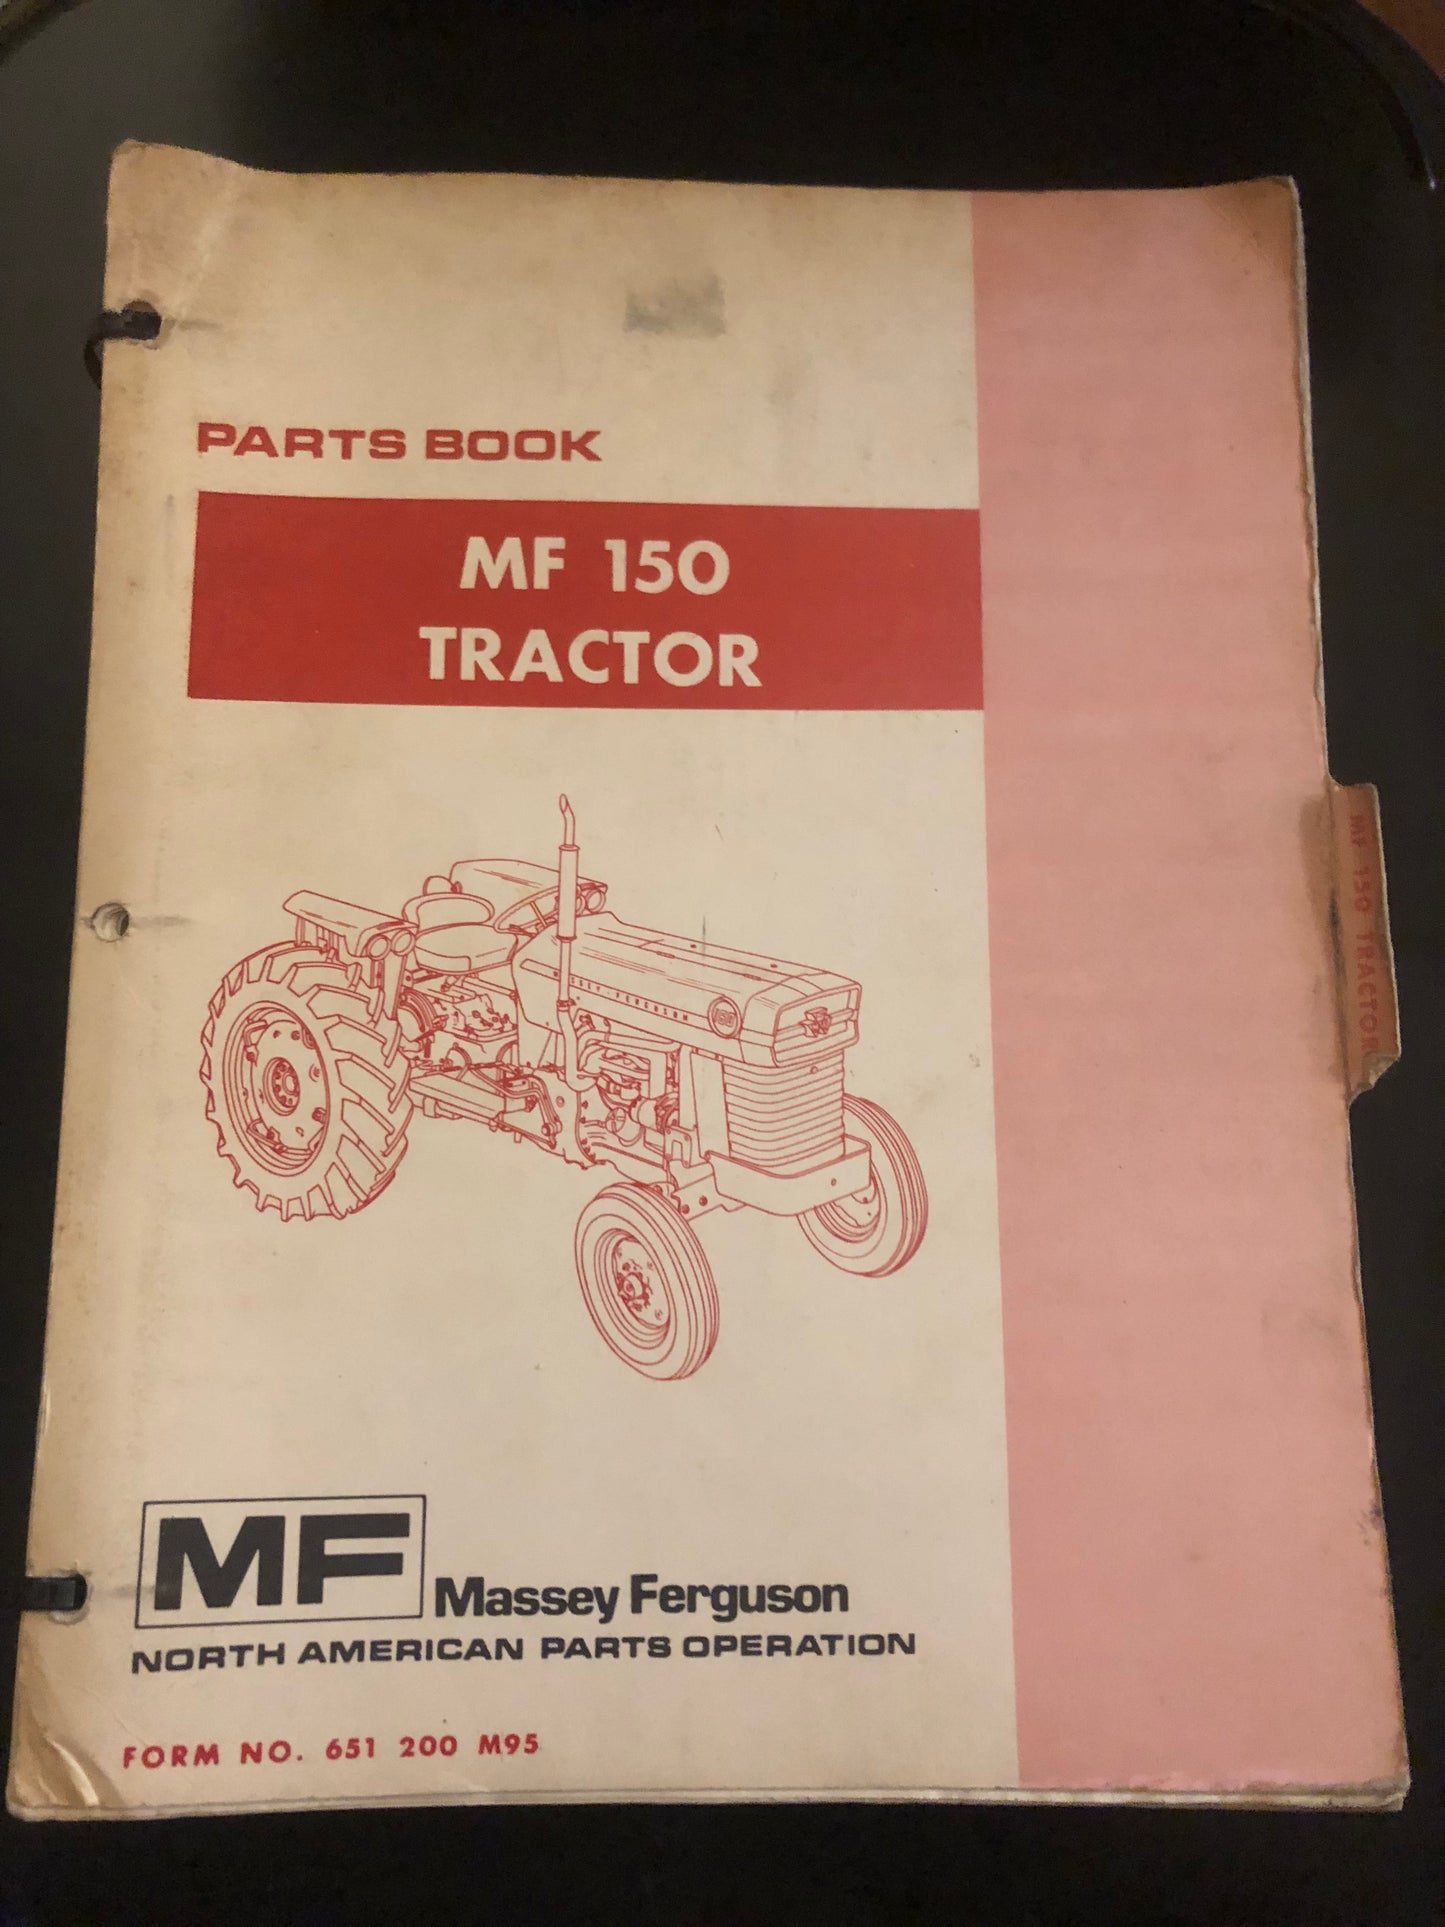 PARTS BOOK
MF 150
TRACTOR
MF 150 TRACTOR
MF
Massey Ferguson
NORTH AMERICAN PARTS OPERATION
FORM NO. 651 200 M95